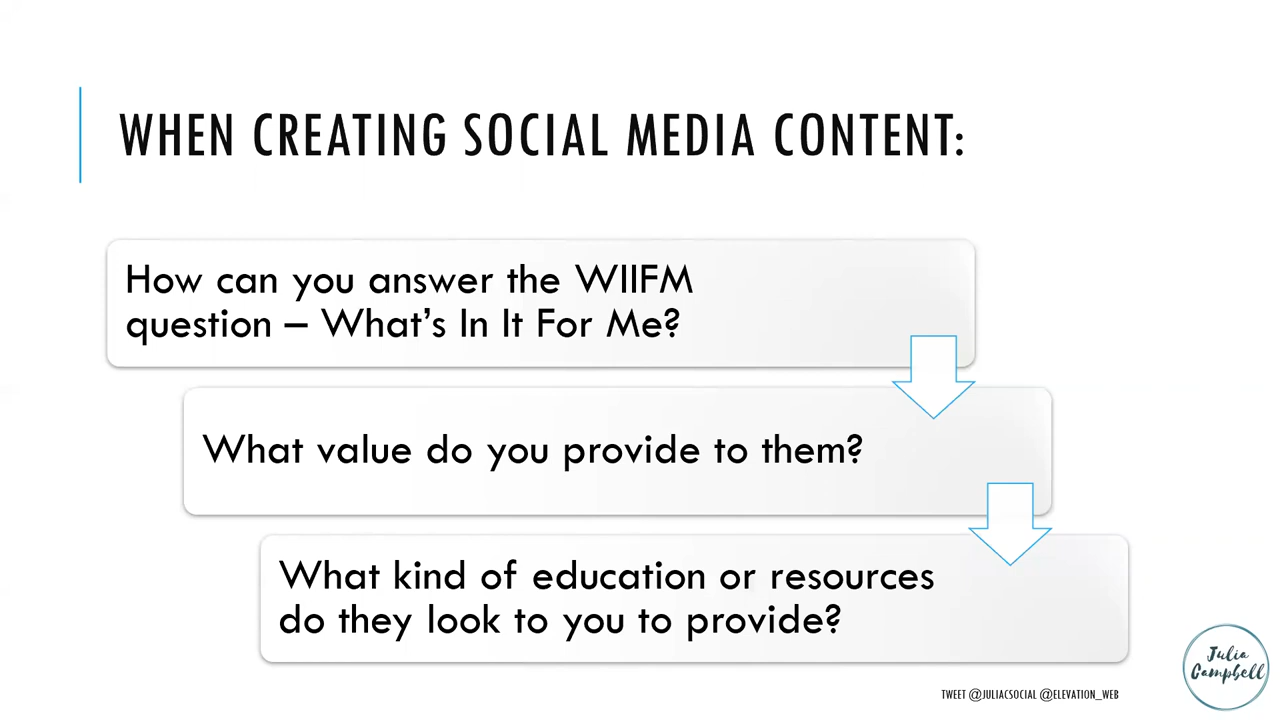 WHEN CREATING SOCIAL MEDIA CONTENT:
How can you answer the WIIFM
question – What’s In It For Me?
What value do you provide to them?
What kind of education or resources
do they look to you to provide?
TWEET @JULIACSOCIAL @ELEVATION_WEB
Julia
Campbell